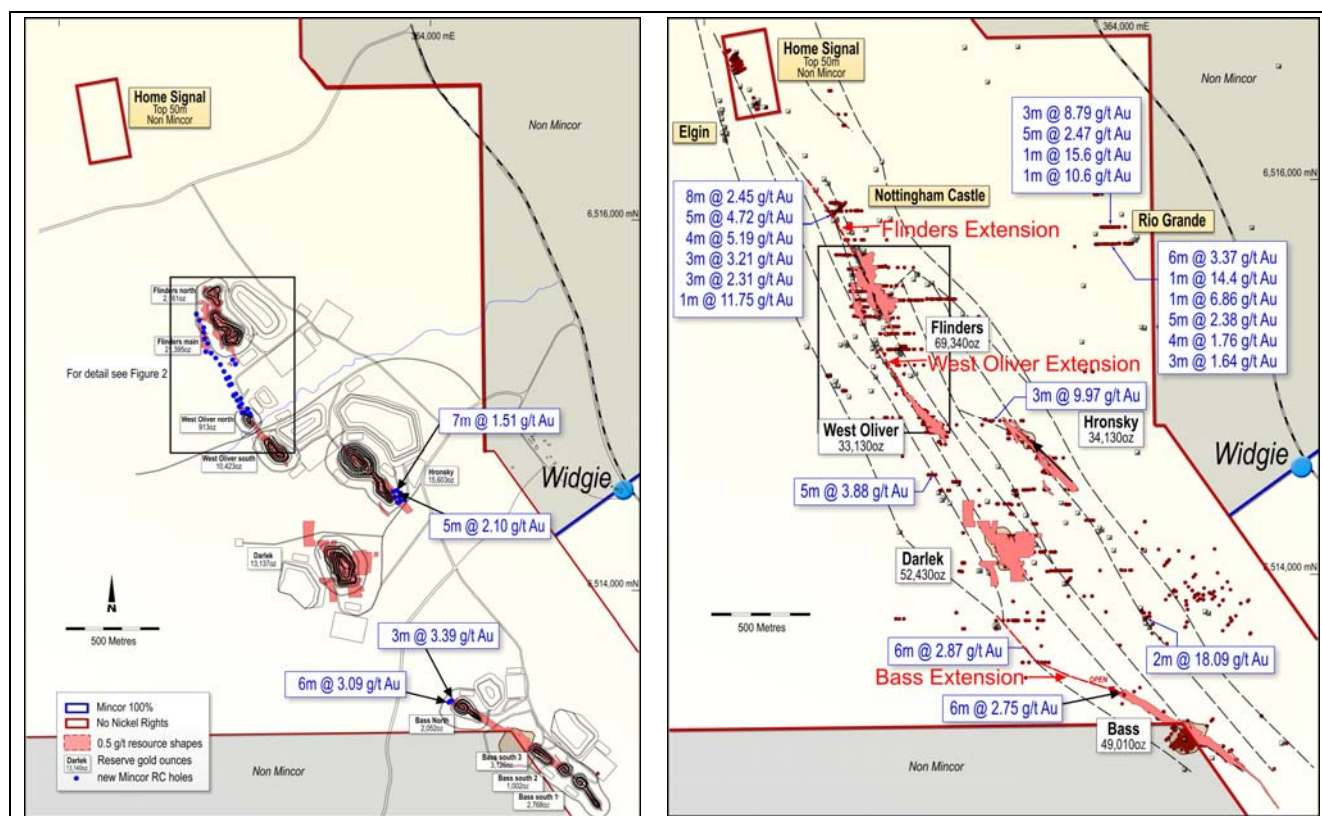 364,000 mE
Home Signal
Top 50m
Non Mincor
Non Mincor
6,516,000 mN
Flinders north
Flinders main
For detail see Figure 2
West Oliver north
913oz
West Oliver south
10,423oz
7m @ 1.51 g/t Au
Hronsky
15,603oz
Widgie
5m @ 2.10 g/t Au
Darlek
13,137oz
N
500 Metres
3m @ 3.39 g/t Au
6m @ 3.09 g/t Au
Bass North
2,052oz
Bass south 3
3,726oz
Bass south 2
1,002oz
Bass south 1
2,768oz
Non Mincor
Mincor 100%
No Nickel Rights
0.5 g/t resource shapes
Darlek
13,140oz
Reserve gold ounces
new Mincor RC holes
364,000 mE
Home Signal
Top 50m
Non Mincor
Non Mincor
Elgin
3m @ 8.79 g/t Au
5m @ 2.47 g/t Au
1m @ 15.6 g/t Au
1m @ 10.6 g/t Au
6,516,000 mN
8m @ 2.45 g/t Au
5m @ 4.72 g/t Au
4m @ 5.19 g/t Au
3m @ 3.21 g/t Au
3m @ 2.31 g/t Au
1m @ 11.75 g/t Au
Nottingham Castle
Flinders Extension
Rio Grande
6m @ 3.37 g/t Au
1m @ 14.4 g/t Au
1m @ 6.86 g/t Au
5m @ 2.38 g/t Au
4m @ 1.76 g/t Au
3m @ 1.64 g/t Au
Flinders
69,340oz
West Oliver Extension
3m @ 9.97 g/t Au
West Oliver
33,130oz
Hronsky
34,130oz
Widgie
5m @ 3.88 g/t Au
Darlek
52,430oz
6,514,000 mN
500 Metres
6m @ 2.87 g/t Au
2m @ 18.09 g/t Au
Bass Extension
OPEN
6m @ 2.75 g/t Au
Bass
49,010oz
Non Mincor